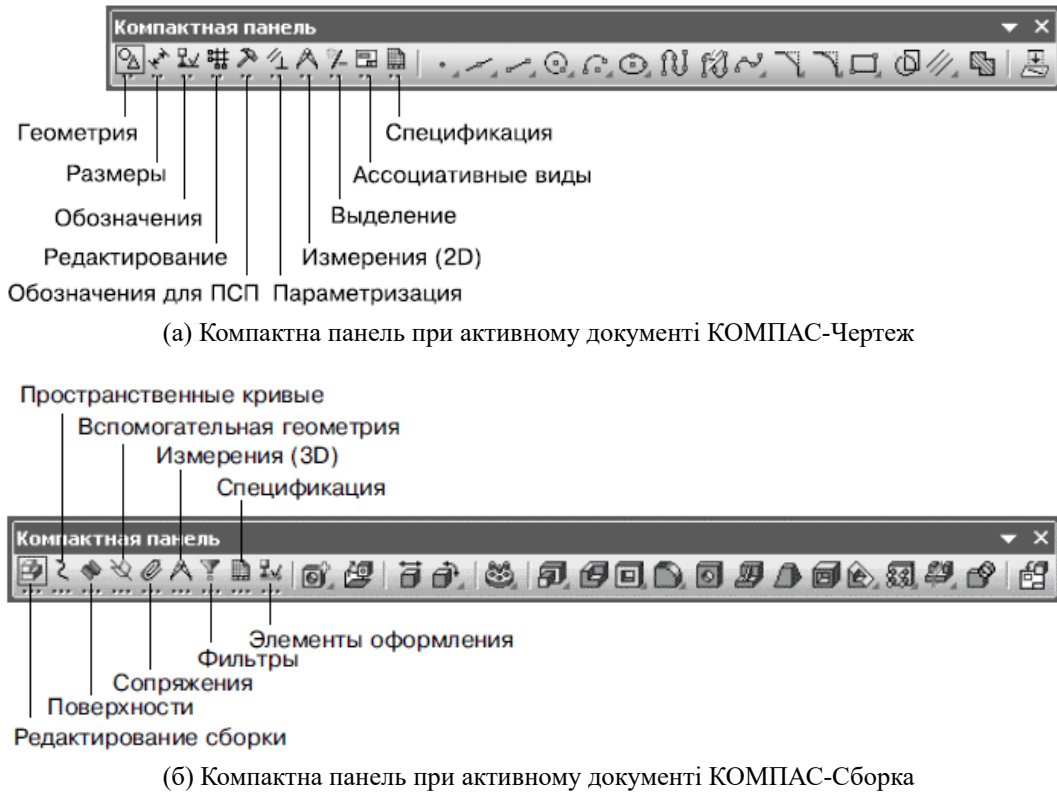 Компактная панель
Геометрия
Спецификация
Размеры
Ассоциативные виды
Обозначения
Выделение
Редактирование
Измерения (2D)
Обозначения для ПСП
Параметризация
(а) Компактна панель при активному документі КОМПАС-Чертеж
Пространственные кривые
Вспомогательная геометрия
Измерения (3D)
Спецификация
Компактная панель
Элементы оформления
Фильтры
Сопряжения
Поверхности
Редактирование сборки
(б) Компактна панель при активному документі КОМПАС-Сборка